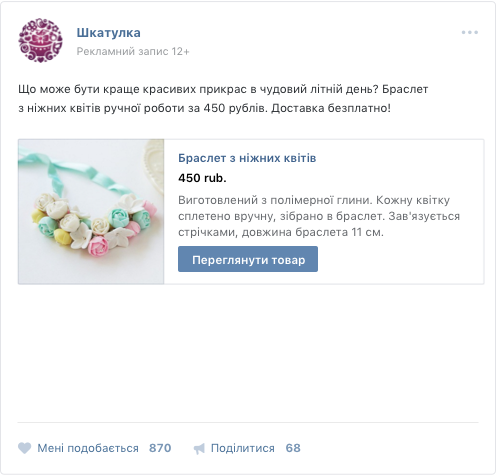 Шкатулка
Рекламний запис 12+
Що може бути краще красивих прикрас в чудовий літній день? Браслет
з ніжних квітів ручної роботи за 450 рублів. Доставка безплатно!
Браслет з ніжних квітів
450 rub.
Виготовлений з полімерної глини. Кожну квітку
сплетено вручну, зібрано в браслет. Зав'язується
стрічками, довжина браслета 11 см.
Переглянути товар
Мені подобається 870 Поділитися 68